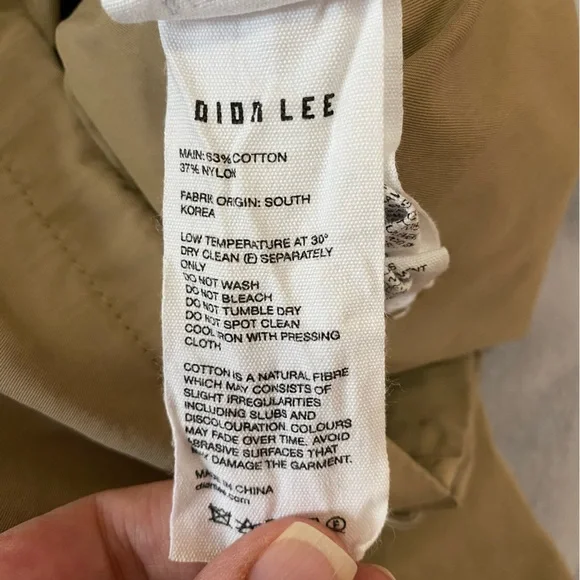 DION LEE
MAIN: 63% COTTON
37% NYLON
FABRIK ORIGIN: SOUTH
KOREA
LOW TEMPERATURE AT 30°
DRY CLEAN (F) SEPARATELY
ONLY
DO NOT WASH
DO NOT BLEACH
DO NOT TUMBLE DRY
DO NOT SPOT CLEAN
COOL IRON WITH PRESSING
CLOTH
COTTON IS A NATURAL FIBRE
WHICH MAY CONSISTS OF
SLIGHT IRREGULARITIES
INCLUDING SLUBS AND
DISCOLOURATION. COLOURS
MAY FADE OVER TIME. AVOID
ABRASIVE SURFACES THAT
MAY DAMAGE THE GARMENT.
MADE IN CHINA
dionlee.com